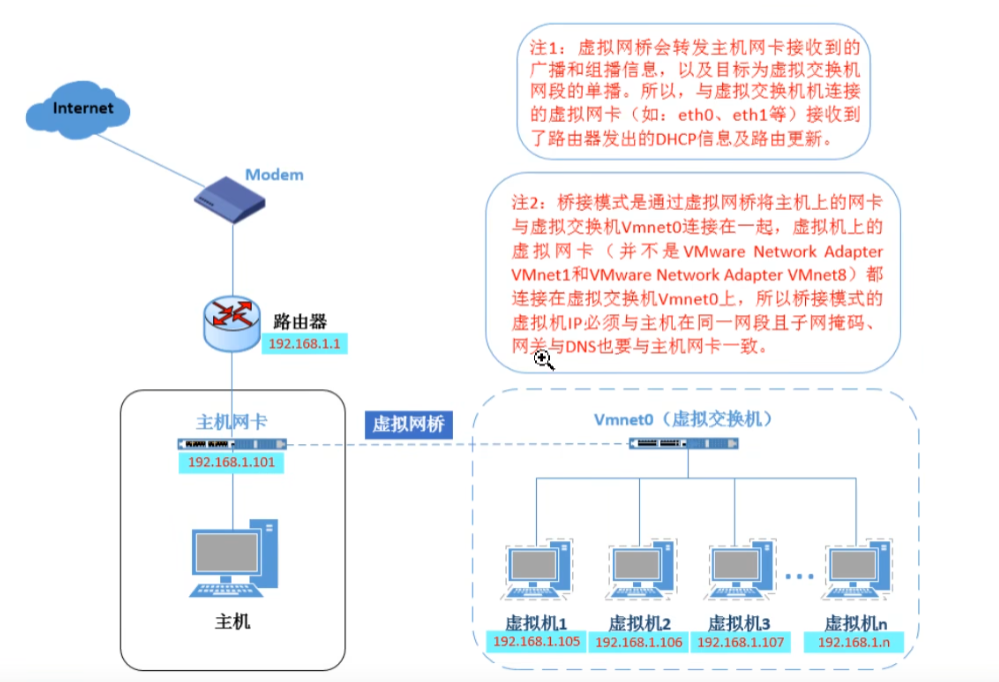 注1：虚拟网桥会转发主机网卡接收到的
广播和组播信息，以及目标为虚拟交换机
网段的单播。所以，与虚拟交换机机连接
的虚拟网卡（如：eth0、eth1等）接收到
了路由器发出的DHCP信息及路由更新。
Internet
Modem
注2：桥接模式是通过虚拟网桥将主机上的网卡
与虚拟交换机Vmnet0连接在一起，虚拟机上的
虚拟网卡（并不是VMware Network Adapter
VMnet1和VMware Network Adapter VMnet8）都
连接在虚拟交换机Vmnet0上，所以桥接模式的
虚拟机IP必须与主机在同一网段且子网掩码、
网关与DNS也要与主机网卡一致。
路由器
192.168.1.1
主机网卡
192.168.1.101
主机
虚拟网桥
Vmnet0（虚拟交换机）
虚拟机1
192.168.1.105
虚拟机2
192.168.1.106
虚拟机3
192.168.1.107
...
虚拟机n
192.168.1.n